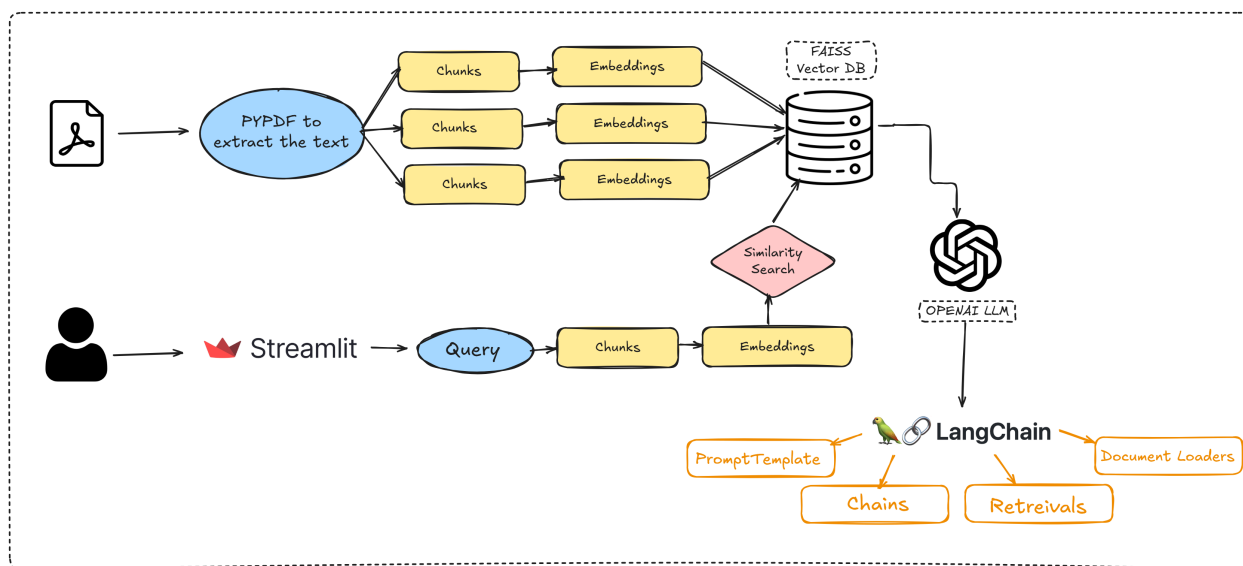 FAISS
Vector DB
Chunks
Embeddings
PYPDF to
extract the text
Chunks
Embeddings
Chunks
Embeddings
Similarity
Search
OPENAI LLM
Streamlit
Query
Chunks
Embeddings
LangChain
PromptTemplate
Document Loaders
Chains
Retreivals